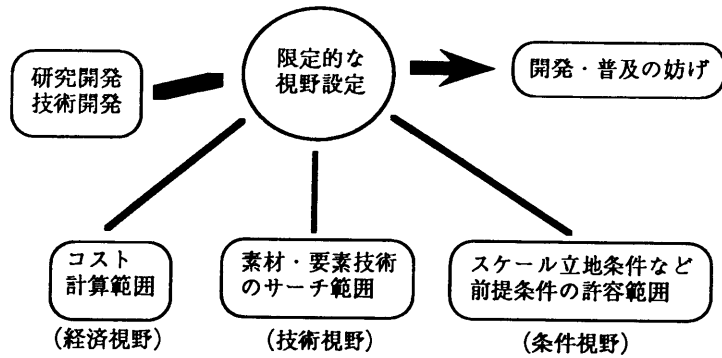 限定的な
視野設定
研究開発
技術開発
開発・普及の妨げ
コスト
計算範囲
(経済視野)
素材・要素技術
のサーチ範囲
(技術視野)
スケール立地条件など
前提条件の許容範囲
(条件視野)